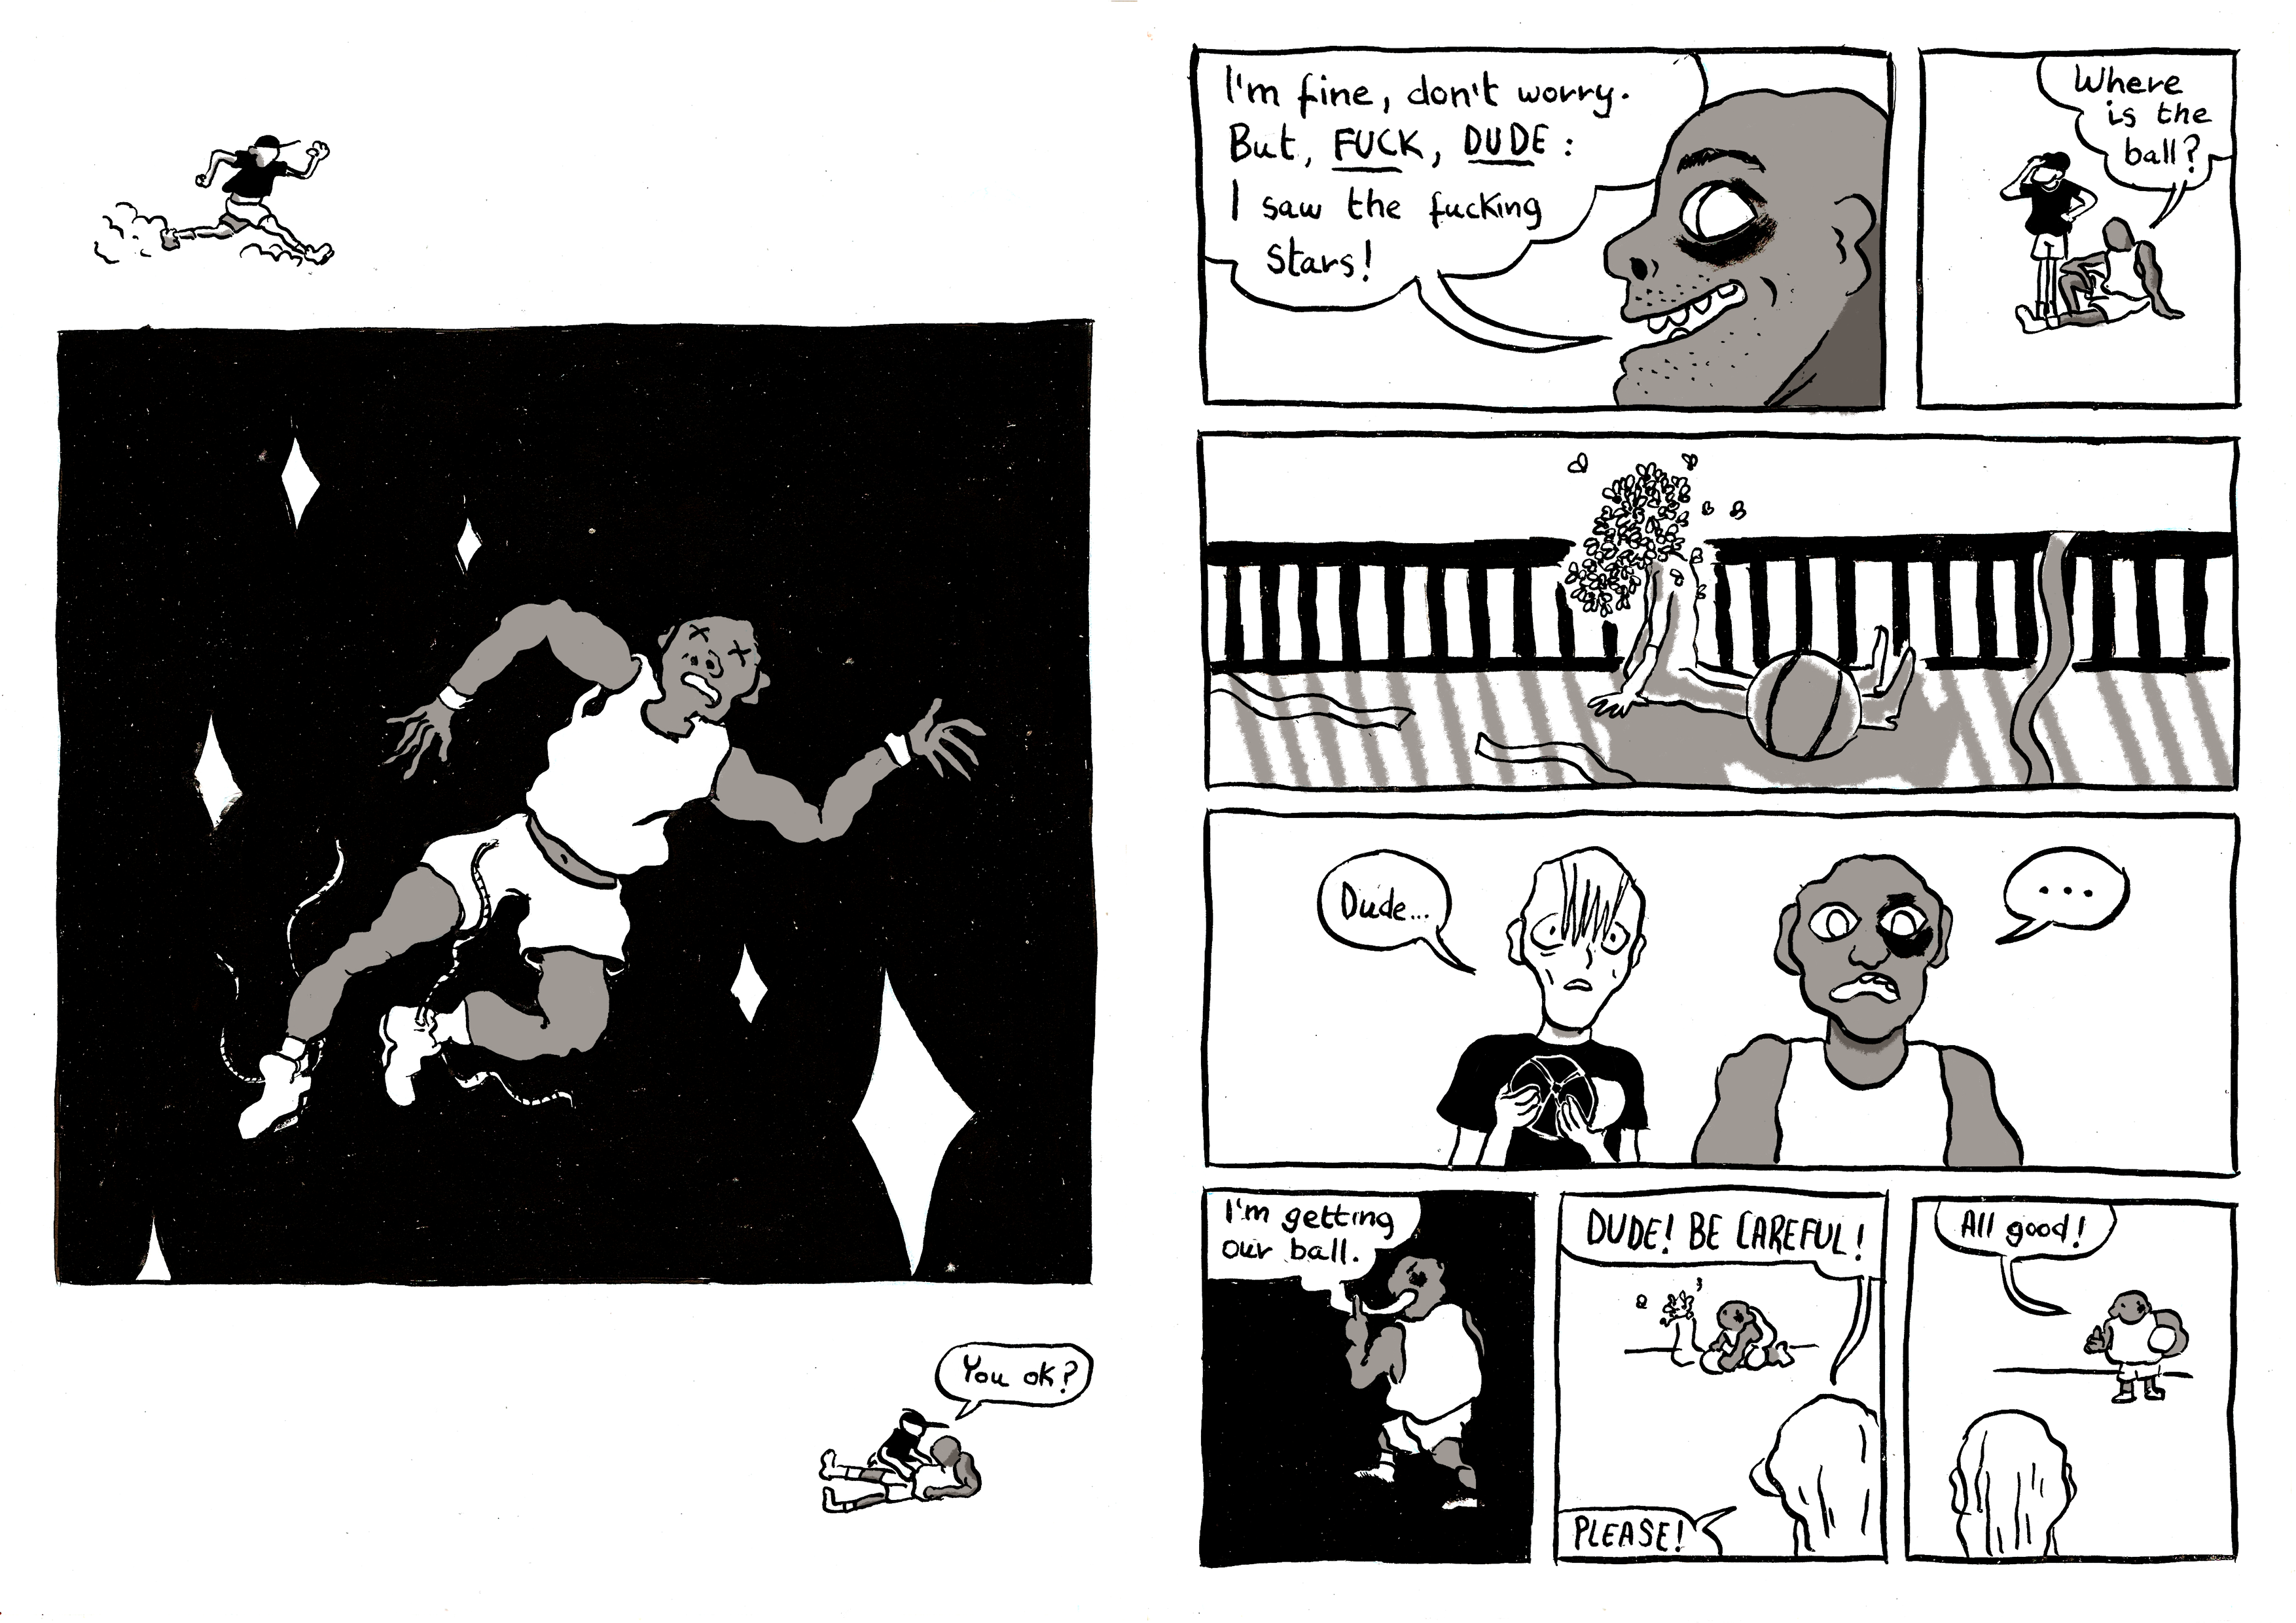 You ok?
I'm fine, don't worry.
But, FUCK, DUDE:
I saw the fucking
stars!
Where
is the
ball?
Dude...
...
I'm getting
our ball.
DUDE! BE CAREFUL!
PLEASE!
All good!